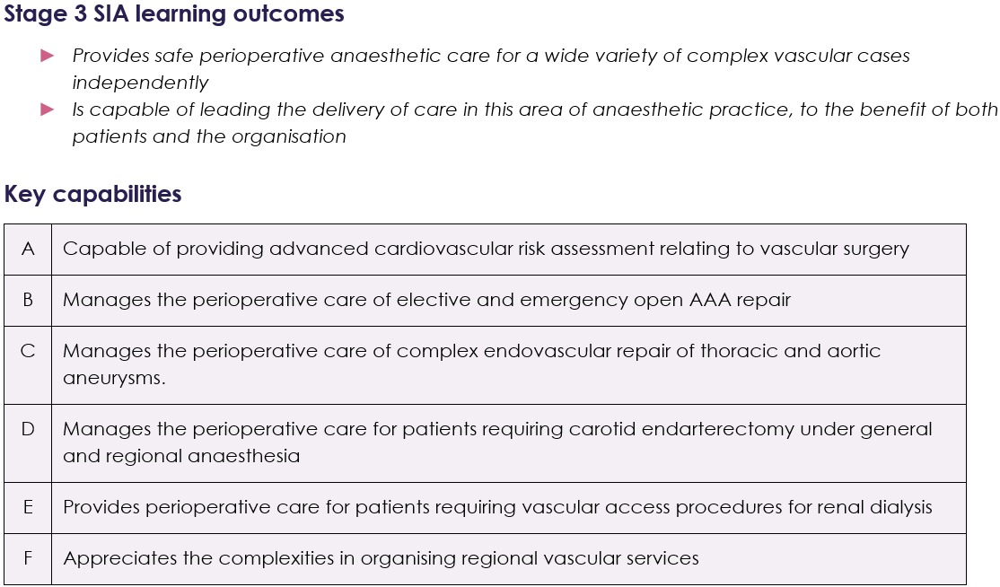 Stage 3 SIA learning outcomes
Provides safe perioperative anaesthetic care for a wide variety of complex vascular cases
independently
Is capable of leading the delivery of care in this area of anaesthetic practice, to the benefit of both
patients and the organisation
Key capabilities
A Capable of providing advanced cardiovascular risk assessment relating to vascular surgery
B Manages the perioperative care of elective and emergency open AAA repair
C Manages the perioperative care of complex endovascular repair of thoracic and aortic
aneurysms.
D Manages the perioperative care for patients requiring carotid endarterectomy under general
and regional anaesthesia
E Provides perioperative care for patients requiring vascular access procedures for renal dialysis
F Appreciates the complexities in organising regional vascular services